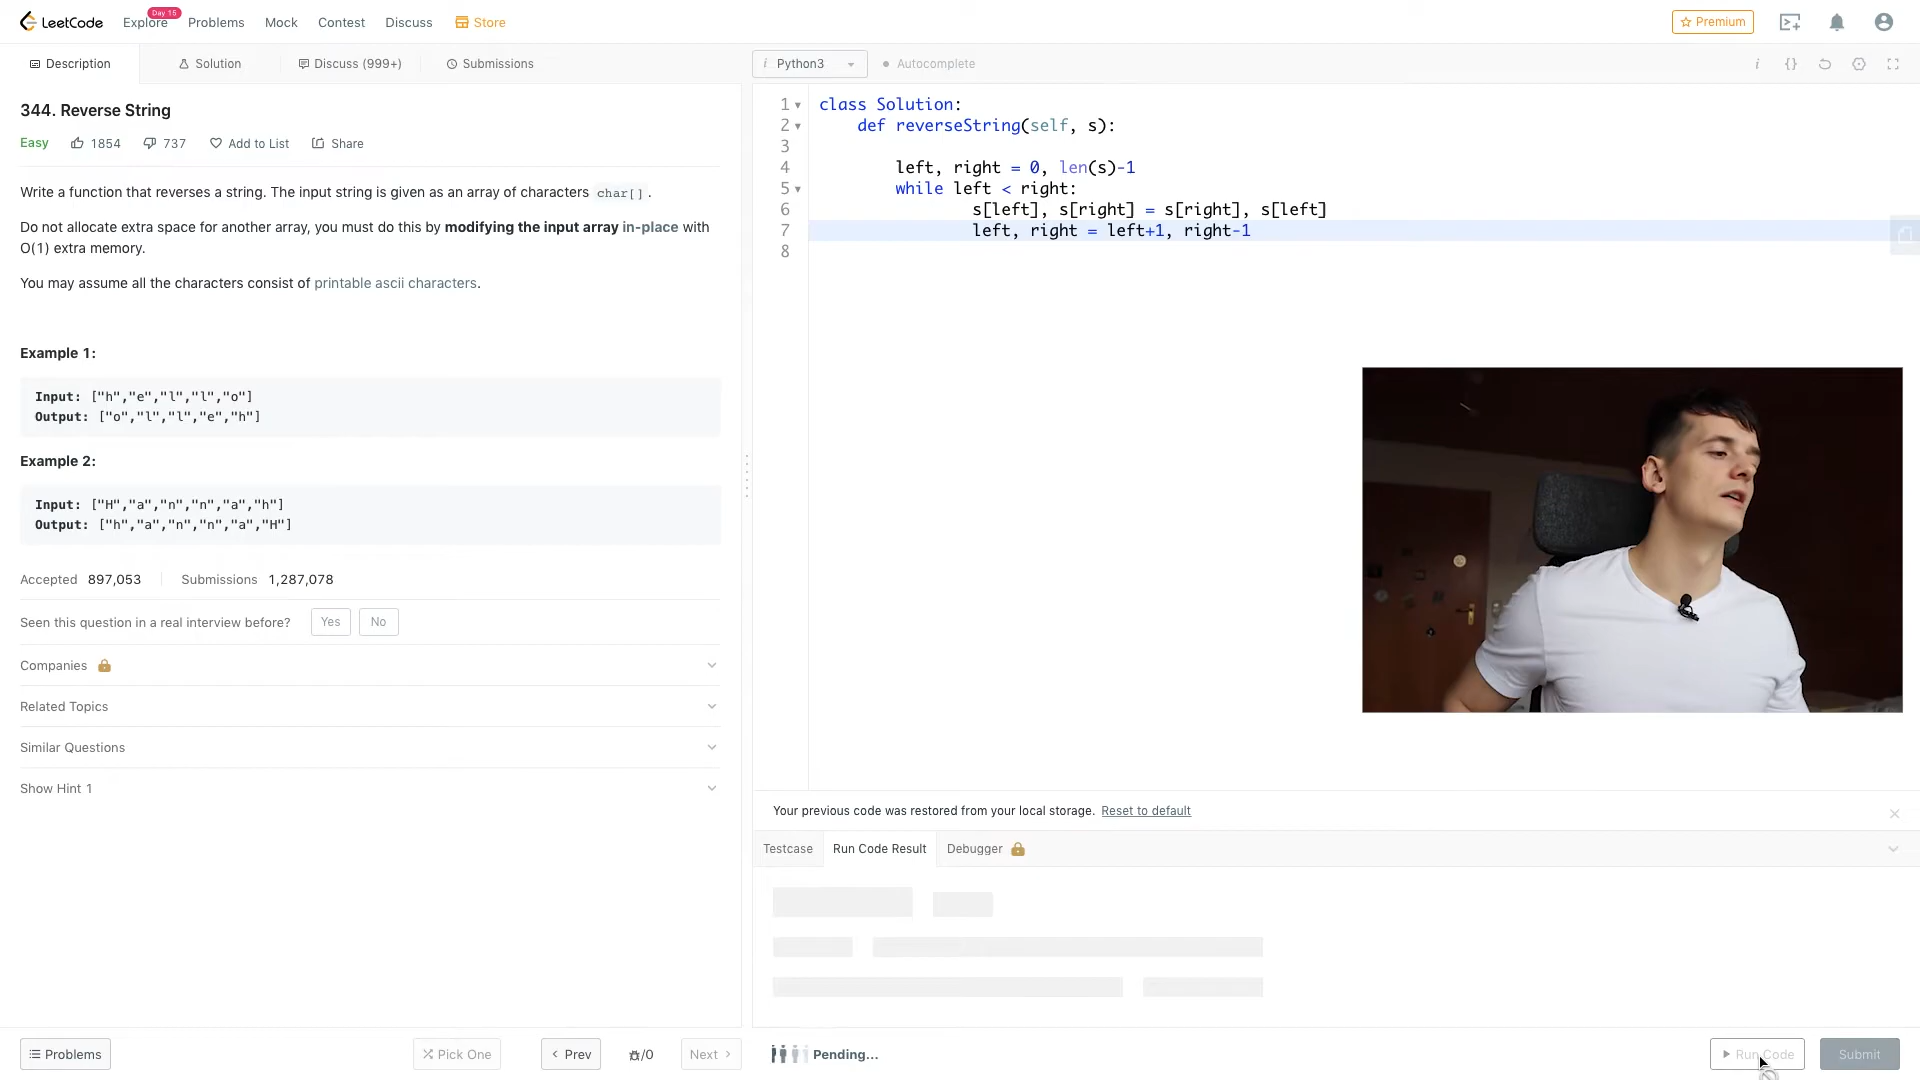 LeetCode
Explore
Day 15
Problems
Mock
Contest
Discuss
Store
Premium
Description
Solution
Discuss (999+)
Submissions
i Python3
Autocomplete
i {}
344. Reverse String
Easy
1854
737
Add to List
Share
Write a function that reverses a string. The input string is given as an array of characters char[] .
Do not allocate extra space for another array, you must do this by modifying the input array in-place with
O(1) extra memory.
You may assume all the characters consist of printable ascii characters.
Example 1:
Input: ["h","e","l","l","o"]
Output: ["o","l","l","e","h"]
Example 2:
Input: ["H","a","n","n","a","h"]
Output: ["h","a","n","n","a","H"]
Accepted 897,053
Submissions 1,287,078
Seen this question in a real interview before?
Yes
No
Companies
Related Topics
Similar Questions
Show Hint 1
1 class Solution:
2 def reverseString(self, s):
3
4 left, right = 0, len(s)-1
5 while left < right:
6 s[left], s[right] = s[right], s[left]
7 left, right = left+1, right-1
8
Your previous code was restored from your local storage. Reset to default
Testcase
Run Code Result
Debugger
Problems
Pick One
Prev
/0
Next
Pending...
Run Code
Submit